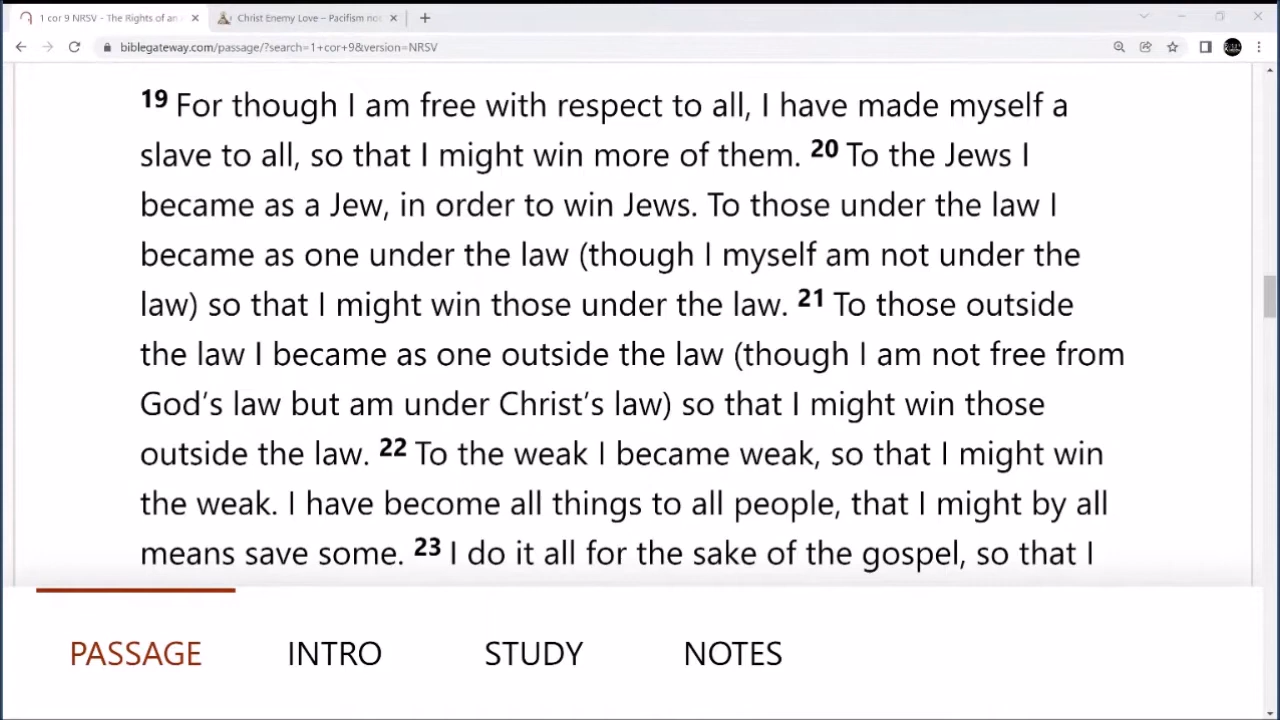 1 cor 9 NRSV - The Rights of an
Christ Enemy Love – Pacifism no
biblegateway.com/passage/?search=1+cor+9&version=NRSV
19 For though I am free with respect to all, I have made myself a
slave to all, so that I might win more of them. 20 To the Jews I
became as a Jew, in order to win Jews. To those under the law I
became as one under the law (though I myself am not under the
law) so that I might win those under the law. 21 To those outside
the law I became as one outside the law (though I am not free from
God’s law but am under Christ’s law) so that I might win those
outside the law. 22 To the weak I became weak, so that I might win
the weak. I have become all things to all people, that I might by all
means save some. 23 I do it all for the sake of the gospel, so that I
PASSAGE INTRO STUDY NOTES